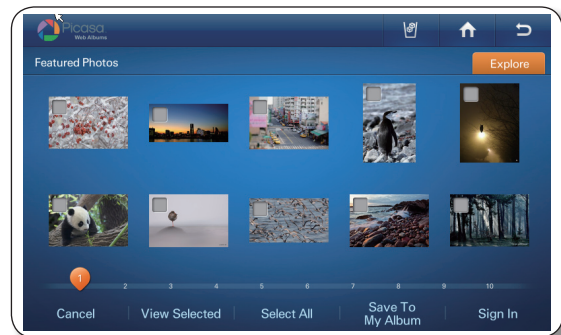 Picasa
Web Albums
Featured Photos
Explore
1 2 3 4 5 6 7 8 9 10
Cancel
View Selected
Select All
Save To
My Album
Sign In